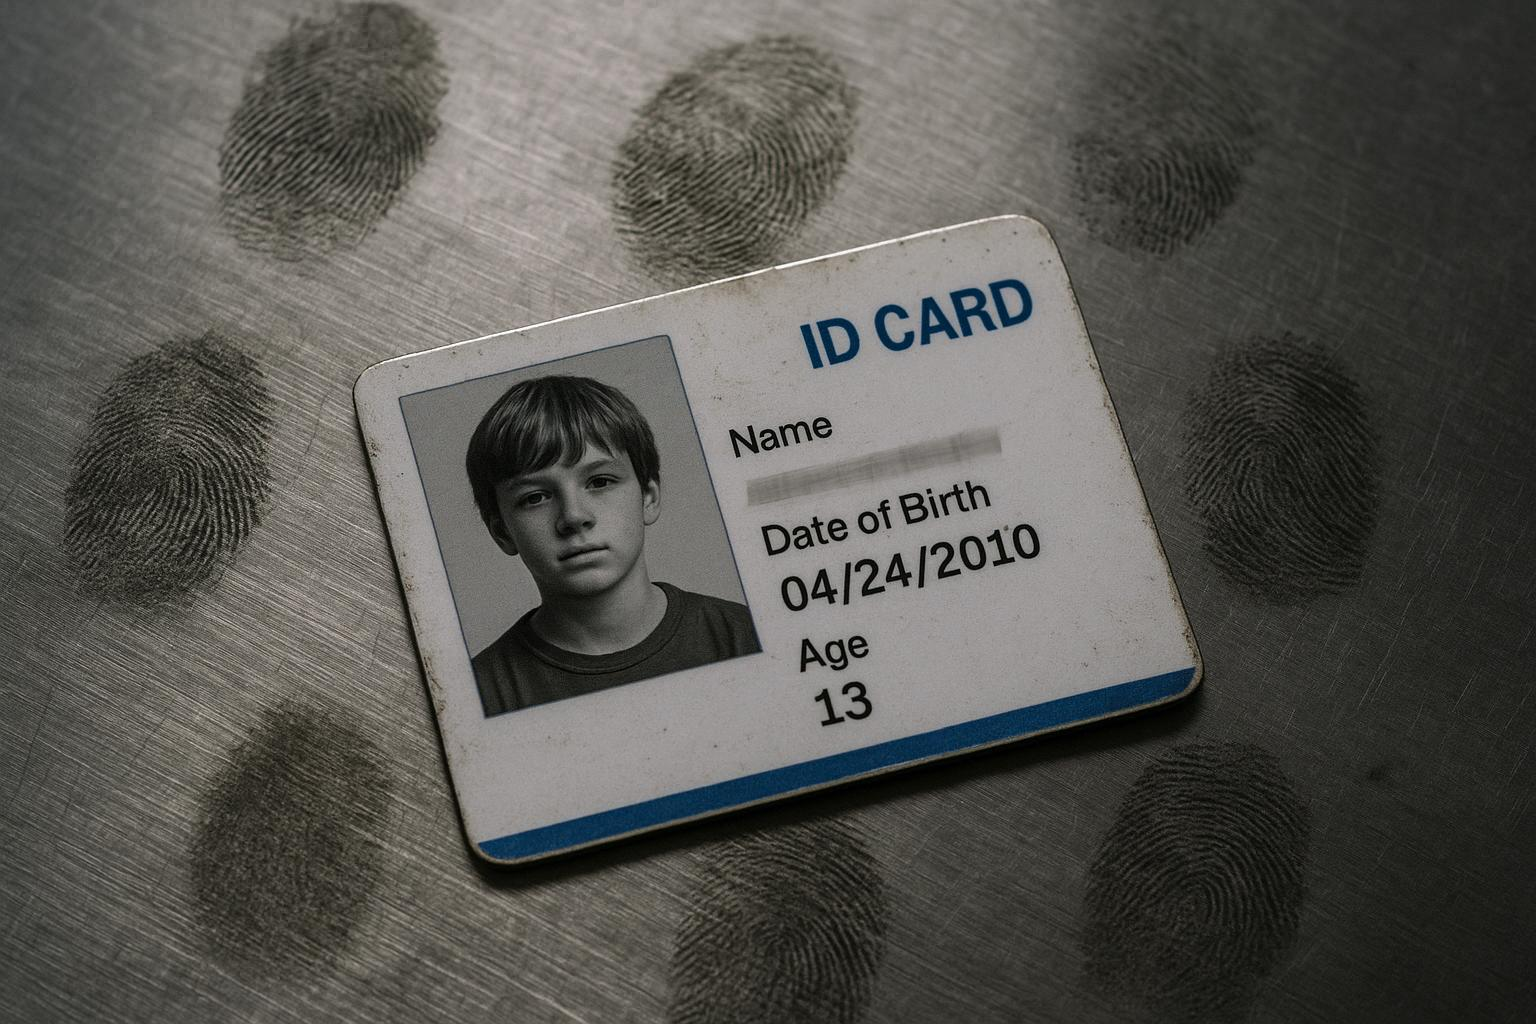 ID CARD
Name
Date of Birth
04/24/2010
Age
13